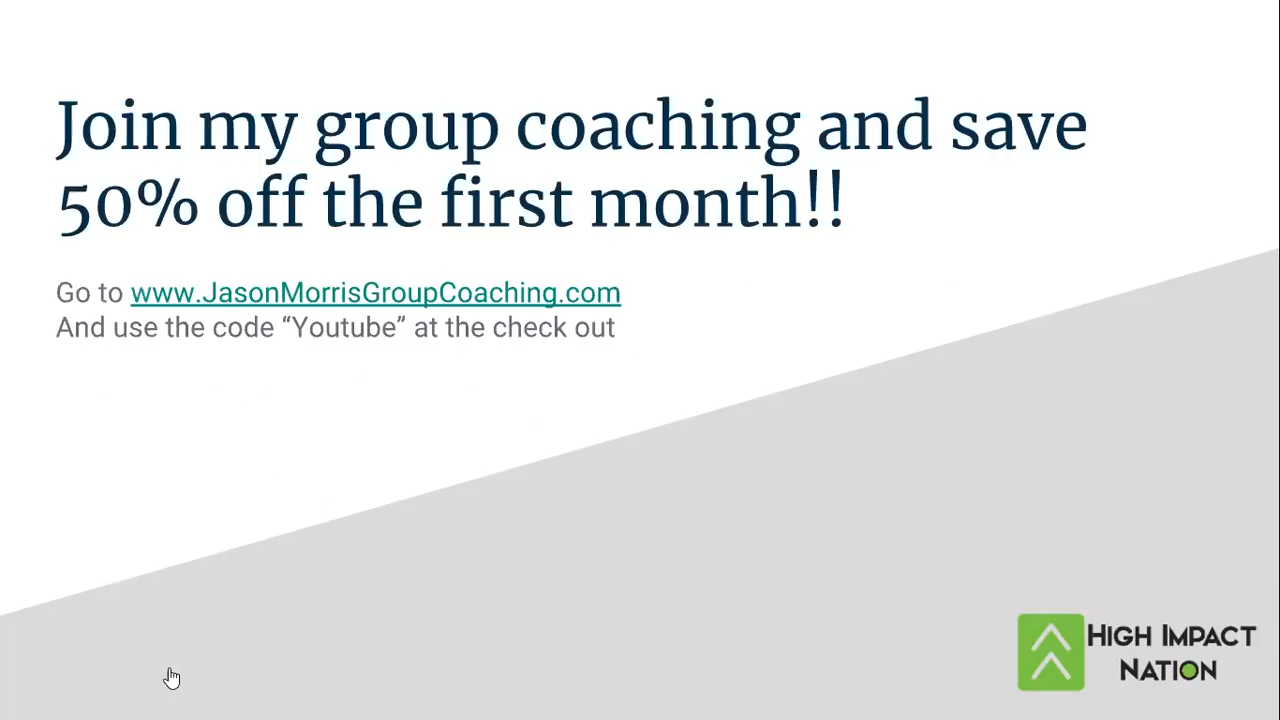 Join my group coaching and save
50% off the first month!!
Go to www.JasonMorrisGroupCoaching.com
And use the code “Youtube” at the check out
HIGH IMPACT
NATION